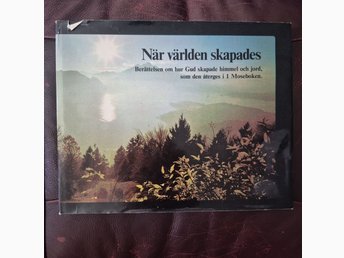 När världen skapades
Berättelsen om hur Gud skapade himmel och jord,
som den återges i 1 Moseboken.